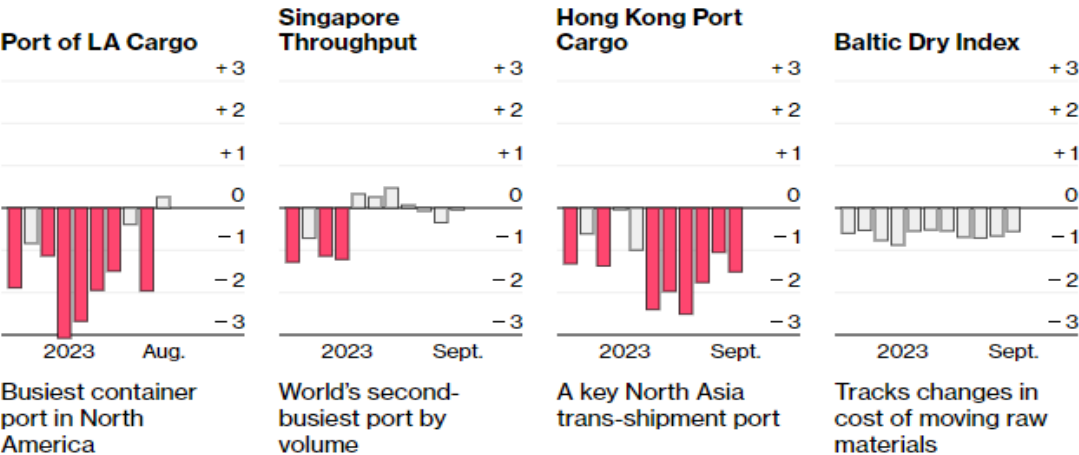 Port of LA Cargo
+3
+2
+1
0
−1
−2
−3
2023 Aug.
Busiest container
port in North
America
Singapore
Throughput
+3
+2
+1
0
−1
−2
−3
2023 Sept.
World's second-
busiest port by
volume
Hong Kong Port
Cargo
+3
+2
+1
0
−1
−2
−3
2023 Sept.
A key North Asia
trans-shipment port
Baltic Dry Index
+3
+2
+1
0
−1
−2
−3
2023 Sept.
Tracks changes in
cost of moving raw
materials